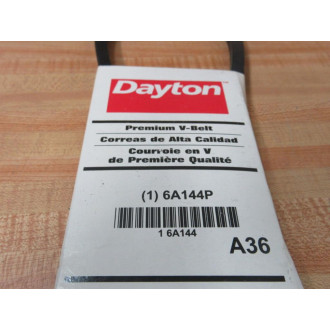 Dayton
Premium V-Belt
Correas de Alta Calidad
Courroie en V
de Première Qualité
(1) 6A144P
1 6A144
A36